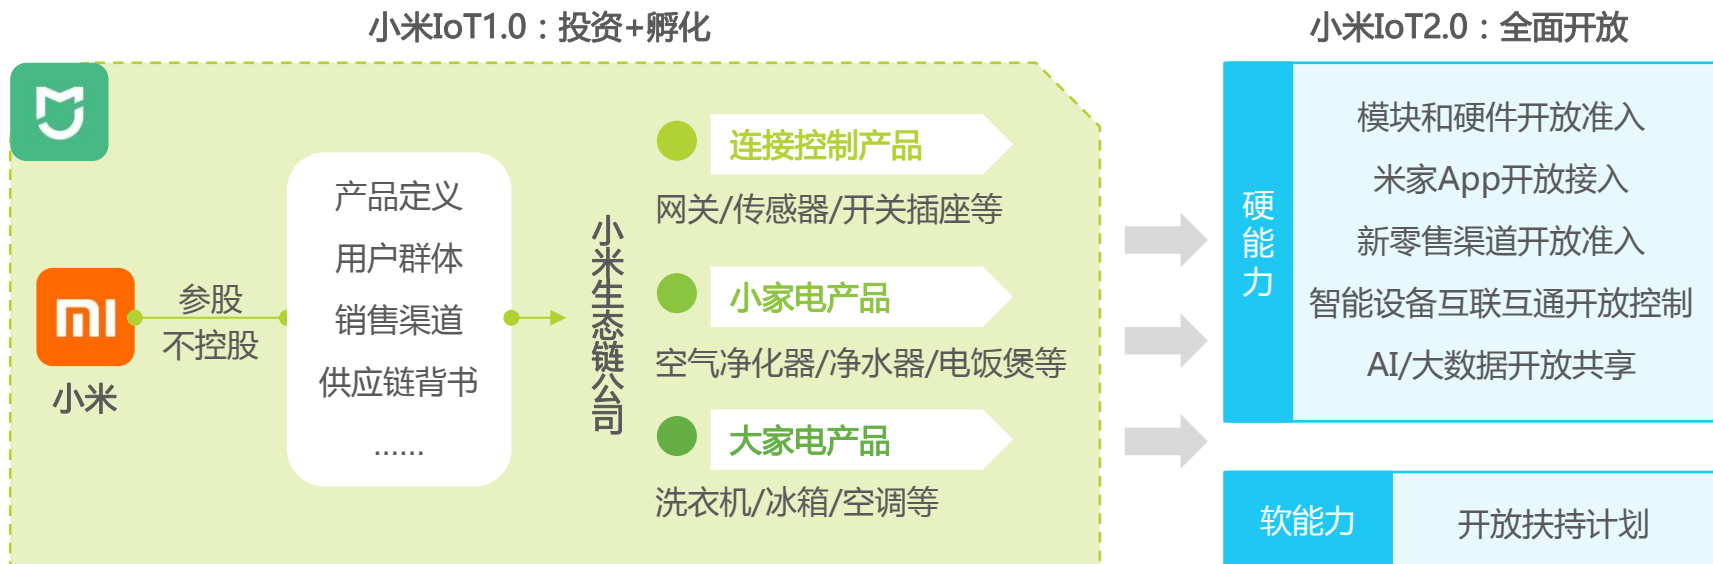 小米IoT1.0：投资+孵化
小米IoT2.0：全面开放
mi
小米
参股
不控股
产品定义
用户群体
销售渠道
供应链背书
……
小米生态链公司
连接控制产品
网关/传感器/开关插座等
小家电产品
空气净化器/净水器/电饭煲等
大家电产品
洗衣机/冰箱/空调等
硬能力
模块和硬件开放准入
米家App开放接入
新零售渠道开放准入
智能设备互联互通开放控制
AI/大数据开放共享
软能力
开放扶持计划